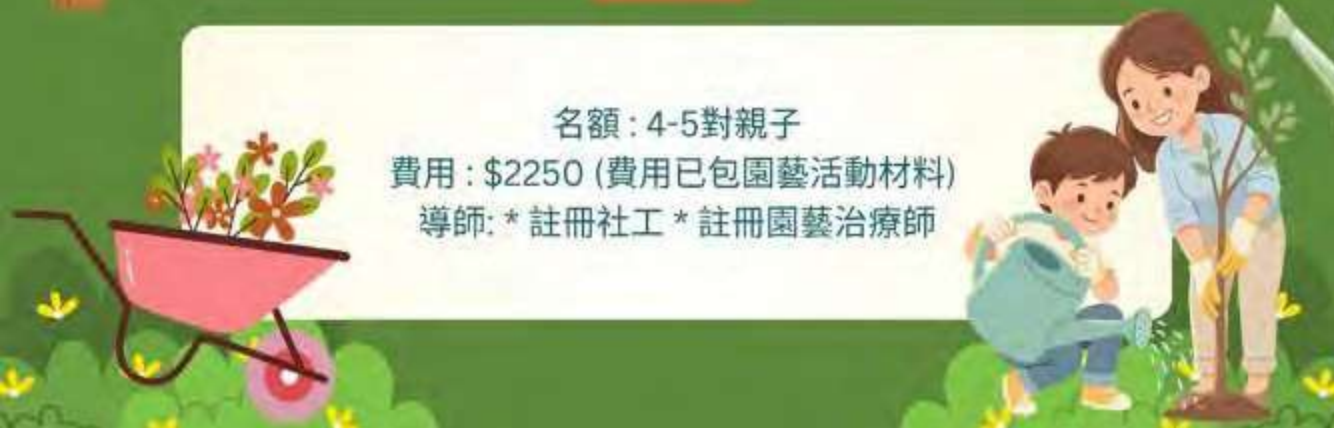 名額 : 4-5對親子
費用 : $2250 (費用已包園藝活動材料)
導師: * 註冊社工 * 註冊園藝治療師